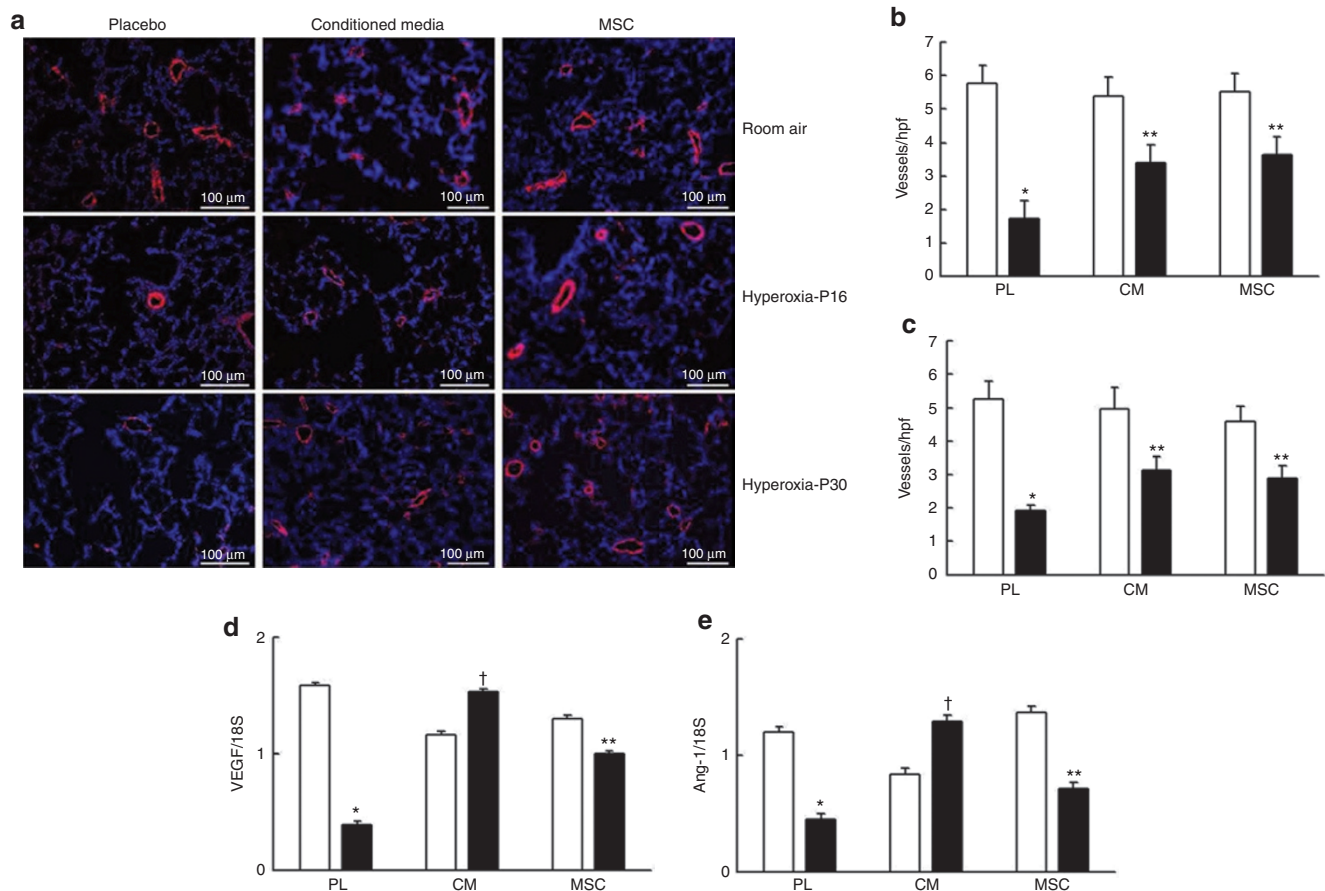 a
Placebo
Conditioned media
MSC
100 µm
100 µm
100 µm
Room air
100 µm
100 µm
100 µm
Hyperoxia-P16
100 µm
100 µm
100 µm
Hyperoxia-P30
b
Vessels/hpf
7
6
5
4
3
2
1
0
*
**
**
PL
CM
MSC
c
Vessels/hpf
7
6
5
4
3
2
1
0
*
**
**
PL
CM
MSC
d
VEGF/18S
2
1
0
*
†
**
PL
CM
MSC
e
Ang-1/18S
2
1
0
*
†
**
PL
CM
MSC